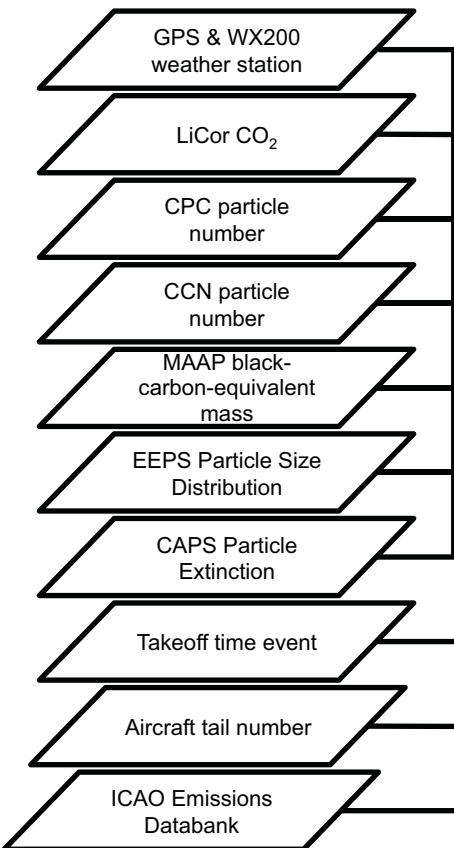 GPS & WX200
weather station
LiCor CO₂
CPC particle
number
CCN particle
number
MAAP black-
carbon-equivalent
mass
EEPS Particle Size
Distribution
CAPS Particle
Extinction
Takeoff time event
Aircraft tail number
ICAO Emissions
Databank